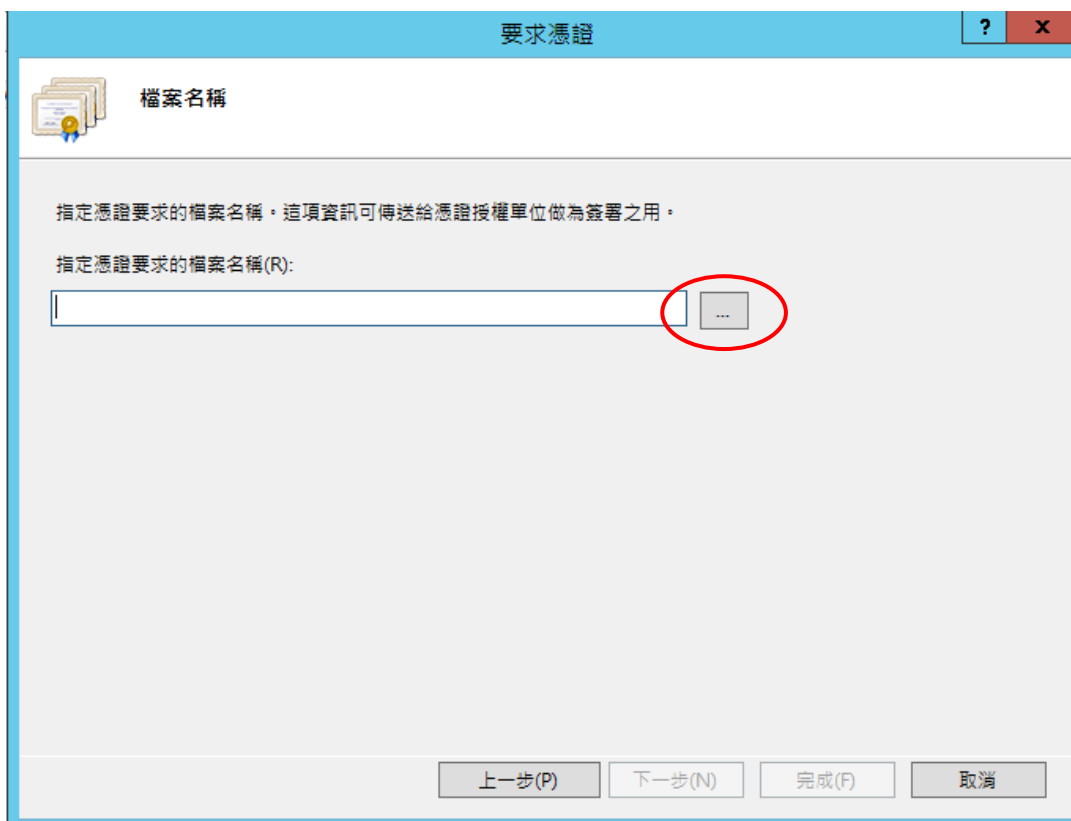 要求憑證
?
x
檔案名稱
指定憑證要求的檔案名稱。這項資訊可傳送給憑證授權單位做為簽署之用。
指定憑證要求的檔案名稱(R):
...
上一步(P)
下一步(N)
完成(F)
取消